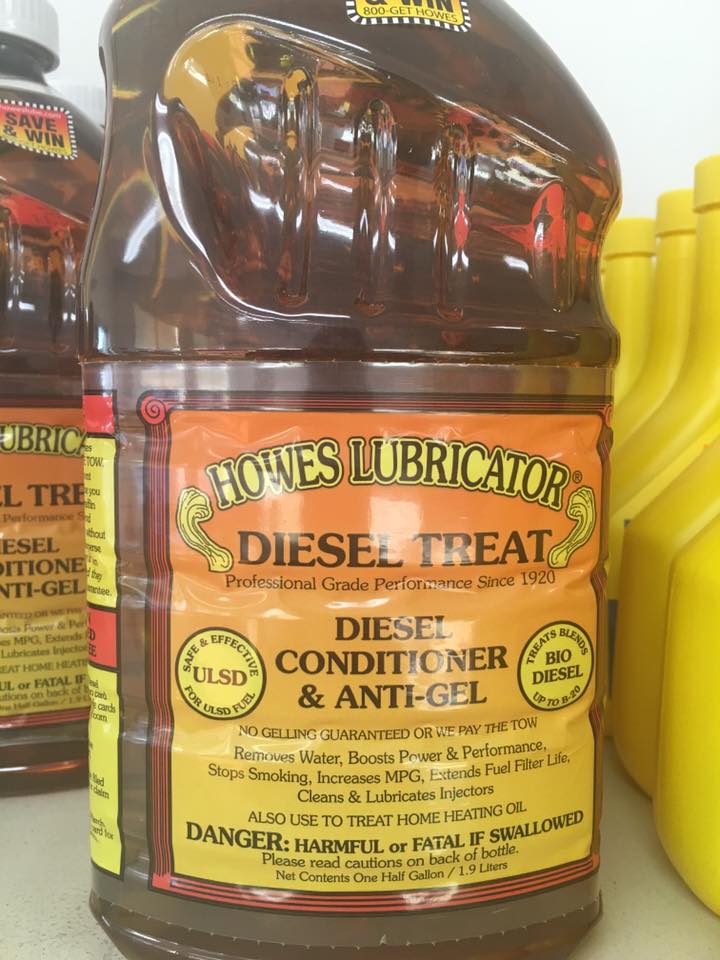 & WIN
800-GET HOWES
SAVE
& WIN
HOWES LUBRICATOR®
DIESEL TREAT
Professional Grade Performance Since 1920
DIESEL
CONDITIONER
& ANTI-GEL
SAFE & EFFECTIVE
ULSD
FOR ULSD FUEL
TREATS BLENDS
BIO
DIESEL
UP TO B-20
NO GELLING GUARANTEED OR WE PAY THE TOW
Removes Water, Boosts Power & Performance,
Stops Smoking, Increases MPG, Extends Fuel Filter Life,
Cleans & Lubricates Injectors
ALSO USE TO TREAT HOME HEATING OIL
DANGER: HARMFUL or FATAL IF SWALLOWED
Please read cautions on back of bottle.
Net Contents One Half Gallon / 1.9 Liters